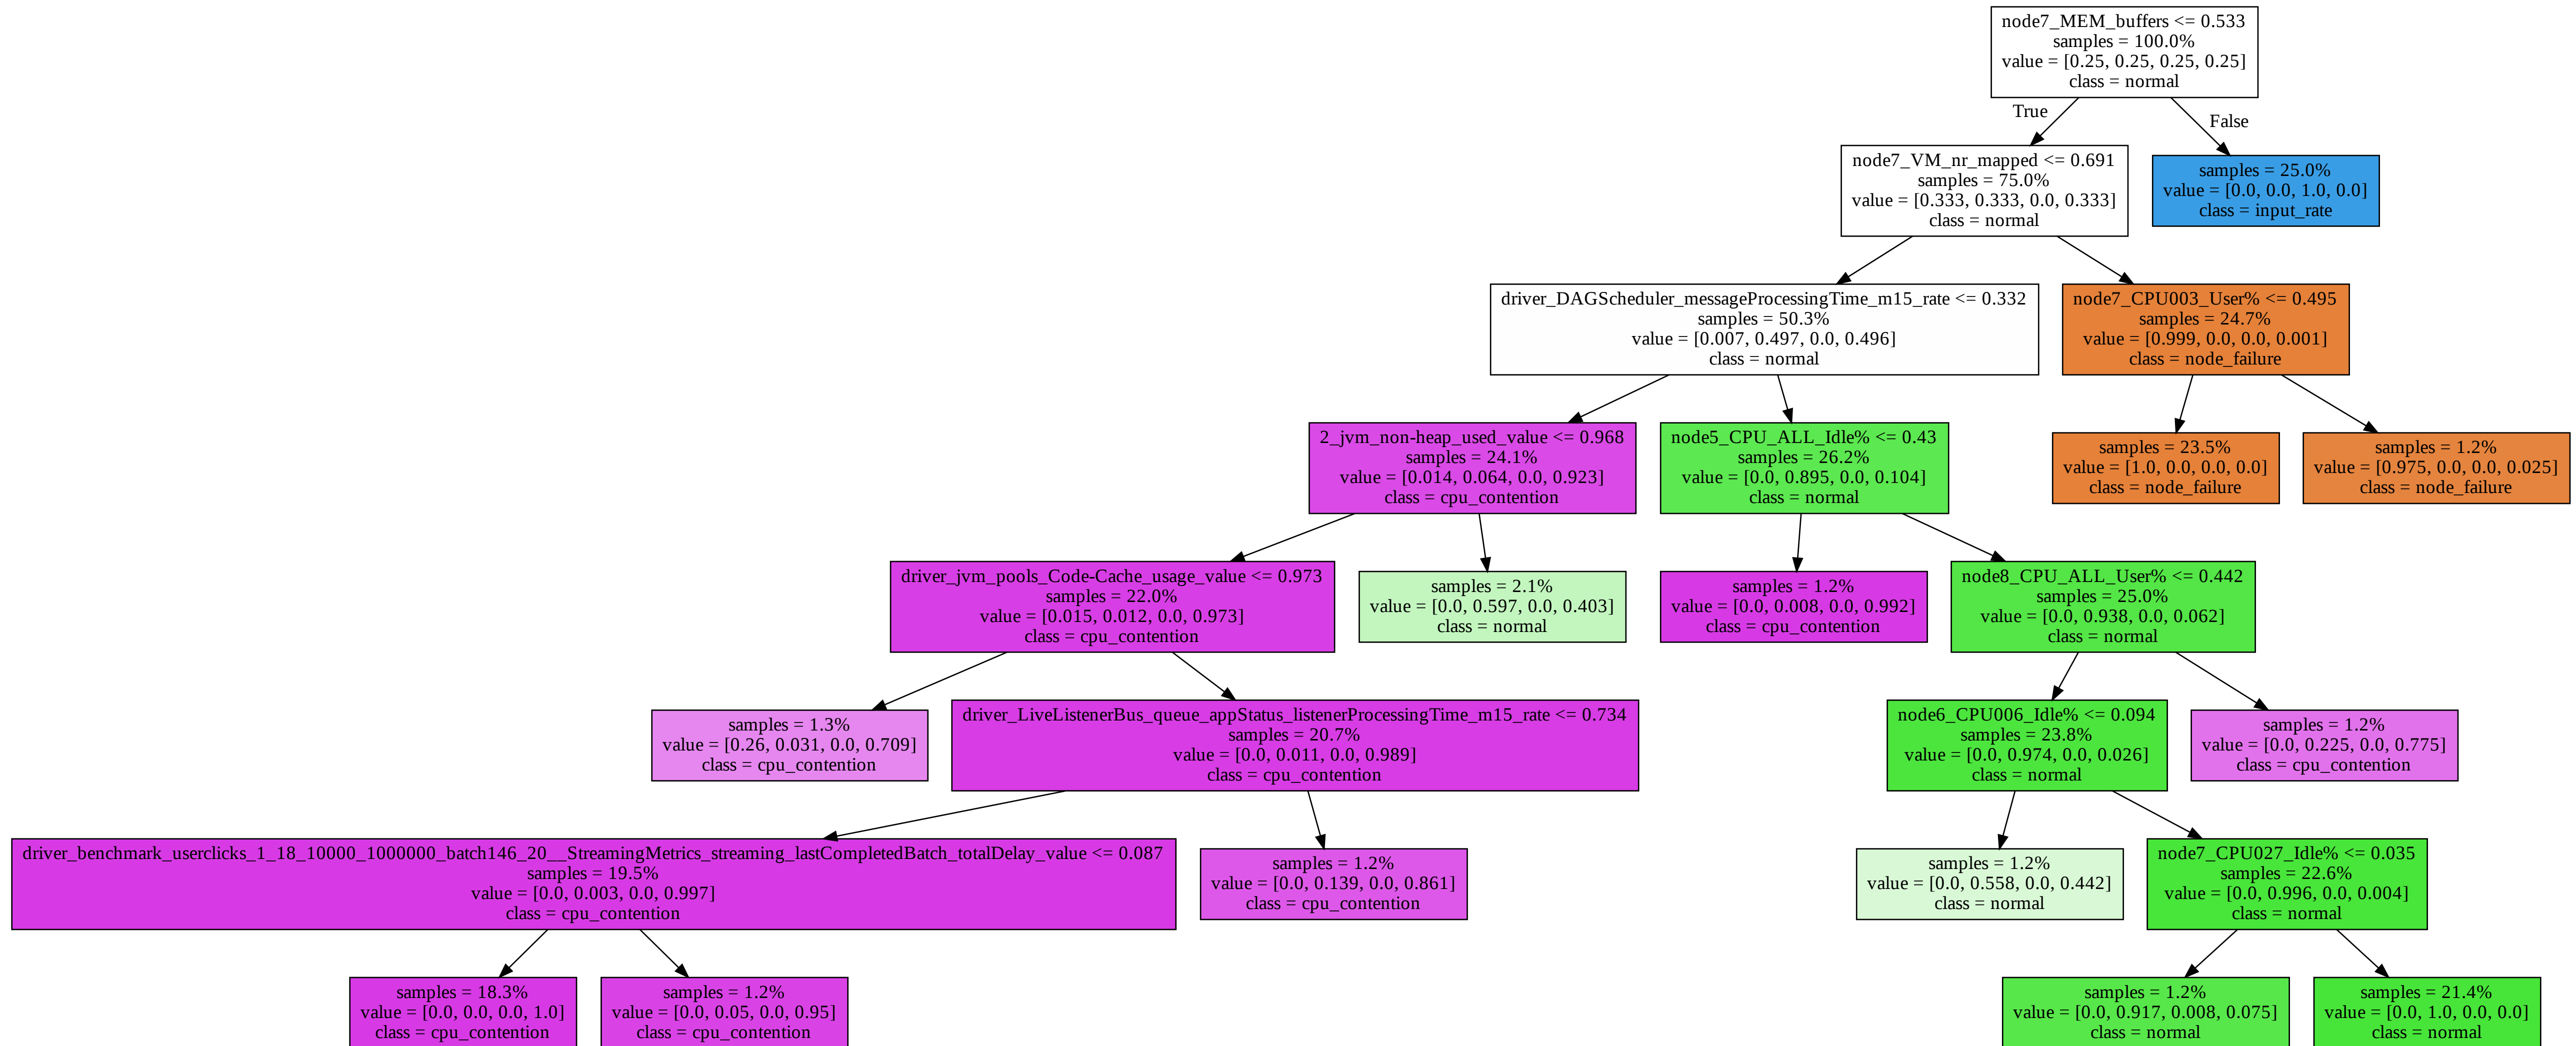 node7_MEM_buffers <= 0.533
samples = 100.0%
value = [0.25, 0.25, 0.25, 0.25]
class = normal
True
False
node7_VM_nr_mapped <= 0.691
samples = 75.0%
value = [0.333, 0.333, 0.0, 0.333]
class = normal
samples = 25.0%
value = [0.0, 0.0, 1.0, 0.0]
class = input_rate
driver_DAGScheduler_messageProcessingTime_m15_rate <= 0.332
samples = 50.3%
value = [0.007, 0.497, 0.0, 0.496]
class = normal
node7_CPU003_User% <= 0.495
samples = 24.7%
value = [0.999, 0.0, 0.0, 0.001]
class = node_failure
2_jvm_non-heap_used_value <= 0.968
samples = 24.1%
value = [0.014, 0.064, 0.0, 0.923]
class = cpu_contention
node5_CPU_ALL_Idle% <= 0.43
samples = 26.2%
value = [0.0, 0.895, 0.0, 0.104]
class = normal
samples = 23.5%
value = [1.0, 0.0, 0.0, 0.0]
class = node_failure
samples = 1.2%
value = [0.975, 0.0, 0.0, 0.025]
class = node_failure
driver_jvm_pools_Code-Cache_usage_value <= 0.973
samples = 22.0%
value = [0.015, 0.012, 0.0, 0.973]
class = cpu_contention
samples = 2.1%
value = [0.0, 0.597, 0.0, 0.403]
class = normal
samples = 1.2%
value = [0.0, 0.008, 0.0, 0.992]
class = cpu_contention
node8_CPU_ALL_User% <= 0.442
samples = 25.0%
value = [0.0, 0.938, 0.0, 0.062]
class = normal
samples = 1.3%
value = [0.26, 0.031, 0.0, 0.709]
class = cpu_contention
driver_LiveListenerBus_queue_appStatus_listenerProcessingTime_m15_rate <= 0.734
samples = 20.7%
value = [0.0, 0.011, 0.0, 0.989]
class = cpu_contention
node6_CPU006_Idle% <= 0.094
samples = 23.8%
value = [0.0, 0.974, 0.0, 0.026]
class = normal
samples = 1.2%
value = [0.0, 0.225, 0.0, 0.775]
class = cpu_contention
driver_benchmark_userclicks_1_18_10000_1000000_batch146_20__StreamingMetrics_streaming_lastCompletedBatch_totalDelay_value <= 0.087
samples = 19.5%
value = [0.0, 0.003, 0.0, 0.997]
class = cpu_contention
samples = 1.2%
value = [0.0, 0.139, 0.0, 0.861]
class = cpu_contention
samples = 1.2%
value = [0.0, 0.558, 0.0, 0.442]
class = normal
node7_CPU027_Idle% <= 0.035
samples = 22.6%
value = [0.0, 0.996, 0.0, 0.004]
class = normal
samples = 18.3%
value = [0.0, 0.0, 0.0, 1.0]
class = cpu_contention
samples = 1.2%
value = [0.0, 0.05, 0.0, 0.95]
class = cpu_contention
samples = 1.2%
value = [0.0, 0.917, 0.008, 0.075]
class = normal
samples = 21.4%
value = [0.0, 1.0, 0.0, 0.0]
class = normal